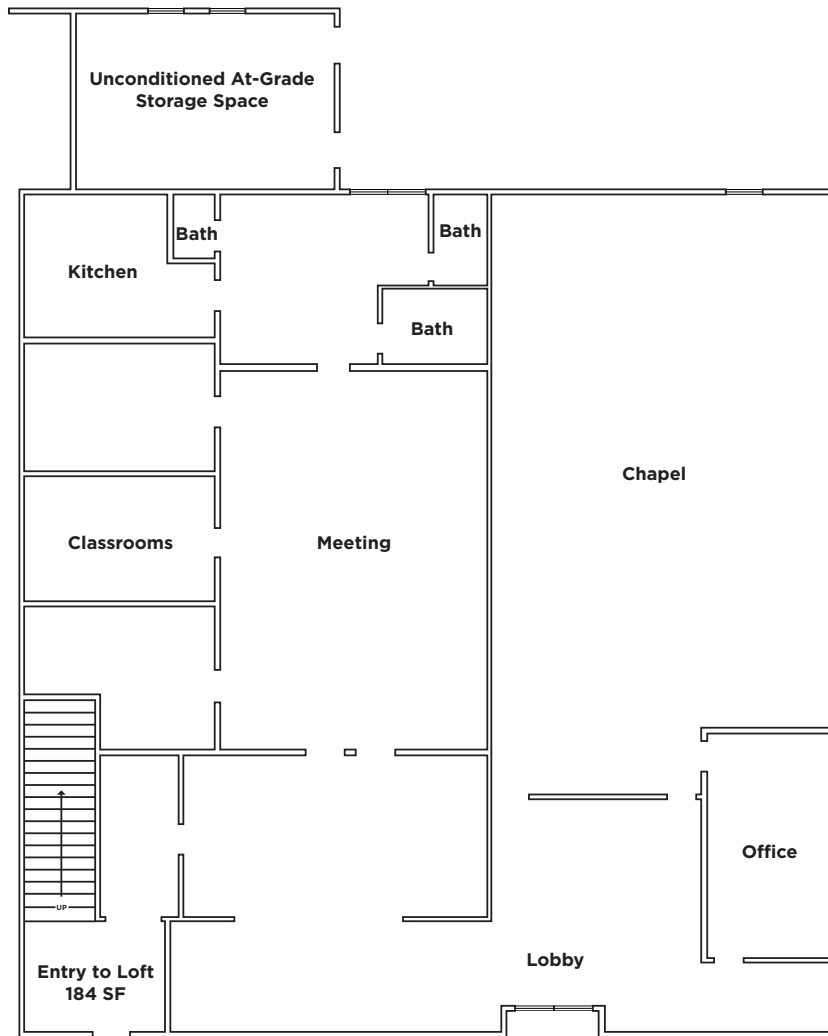 Unconditioned At-Grade
Storage Space
Bath
Bath
Kitchen
Bath
Chapel
Classrooms
Meeting
Office
UP
Lobby
Entry to Loft
184 SF